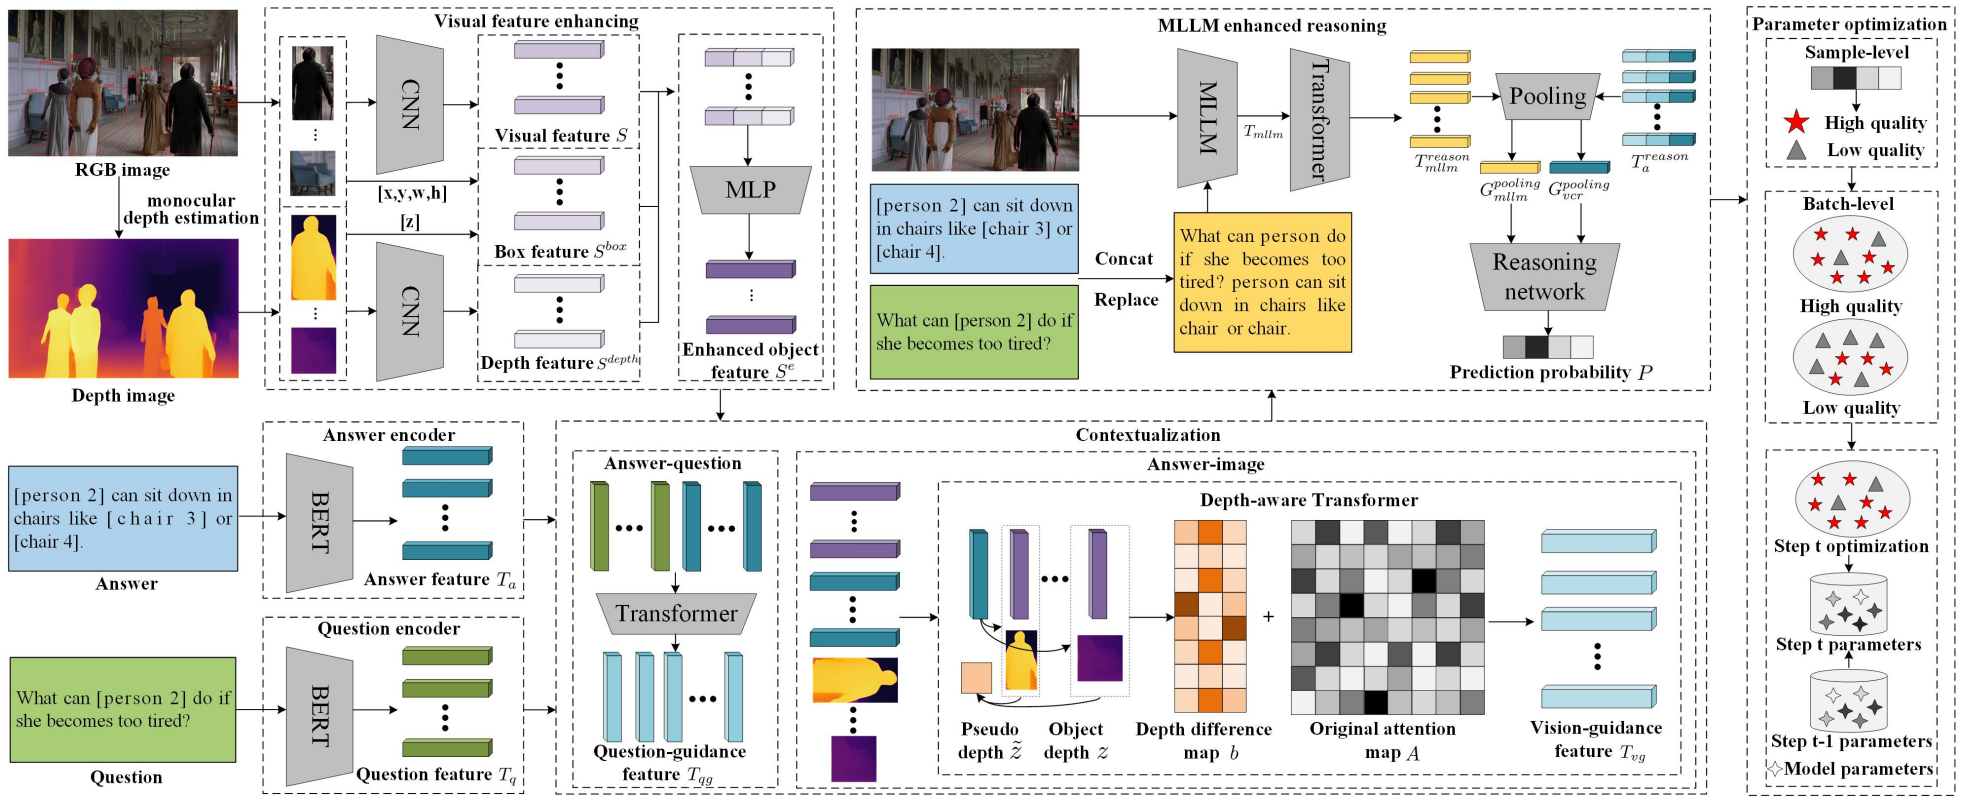 Visual feature enhancing
RGB image
monocular
depth estimation
Depth image
CNN
[x,y,w,h]
[z]
CNN
Visual feature S
Box feature S^{box}
Depth feature S^{depth}
MLP
Enhanced object
feature S^{e}
MLLM enhanced reasoning
[person 2] can sit down
in chairs like [chair 3] or
[chair 4].
What can [person 2] do if
she becomes too tired?
Concat
Replace
MLLM
T_{mllm}
Transformer
What can person do
if she becomes too
tired? person can sit
down in chairs like
chair or chair.
T_{mllm}^{reason}
Pooling
T_{a}^{reason}
G_{mllm}^{pooling}
G_{vcr}^{pooling}
Reasoning
network
Prediction probability P
Parameter optimization
Sample-level
High quality
Low quality
Batch-level
High quality
Low quality
Step t optimization
Step t parameters
Step t-1 parameters
Model parameters
Answer encoder
[person 2] can sit down in
chairs like [chair 3] or
[chair 4].
Answer
BERT
Answer feature T_{a}
Question encoder
What can [person 2] do if
she becomes too tired?
Question
BERT
Question feature T_{q}
Contextualization
Answer-question
Transformer
Question-guidance
feature T_{qg}
Answer-image
Depth-aware Transformer
Pseudo
depth z̃
Object
depth z
Depth difference
map b
+
Original attention
map A
Vision-guidance
feature T_{vg}